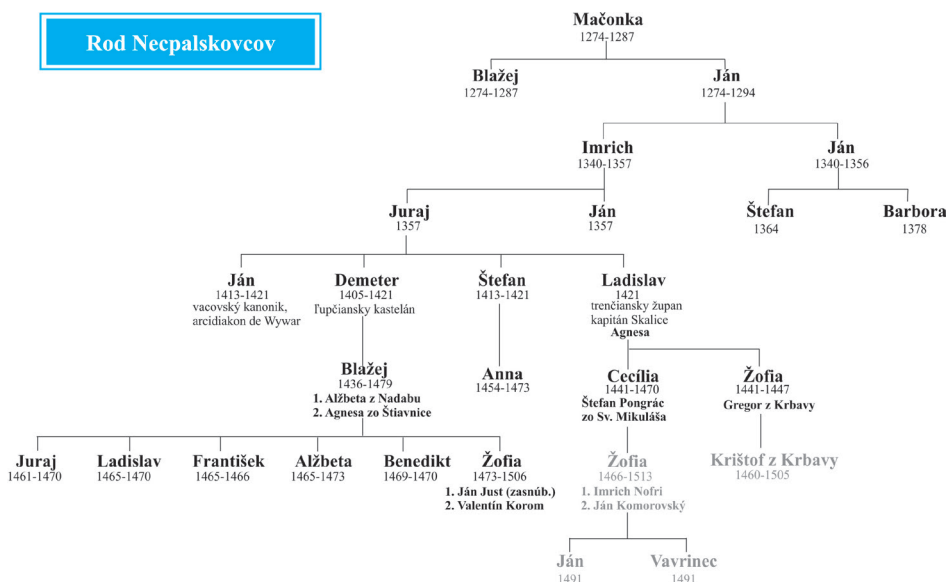 Rod Necpalskovcov
Mačonka
1274-1287
Blažej
1274-1287
Ján
1274-1294
Imrich
1340-1357
Ján
1340-1356
Juraj
1357
Ján
1357
Štefan
1364
Barbora
1378
Ján
1413-1421
vacovský kanonik,
arcidiakon de Wywar
Demeter
1405-1421
ľupčiansky kastelán
Štefan
1413-1421
Ladislav
1421
trenčiansky župan
kapitán Skalice
Agnesa
Blažej
1436-1479
1. Alžbeta z Nadabu
2. Agnesa zo Štiavnice
Anna
1454-1473
Cecília
1441-1470
Štefan Pongrác
zo Sv. Mikuláša
Žofia
1441-1447
Gregor z Krbavy
Juraj
1461-1470
Ladislav
1465-1470
František
1465-1466
Alžbeta
1465-1473
Benedikt
1469-1470
Žofia
1473-1506
1. Ján Just (zasnúb.)
2. Valentín Korom
Žofia
1466-1513
1. Imrich Nofri
2. Ján Komorovský
Krištof z Krbavy
1460-1505
Ján
1491
Vavrinec
1491